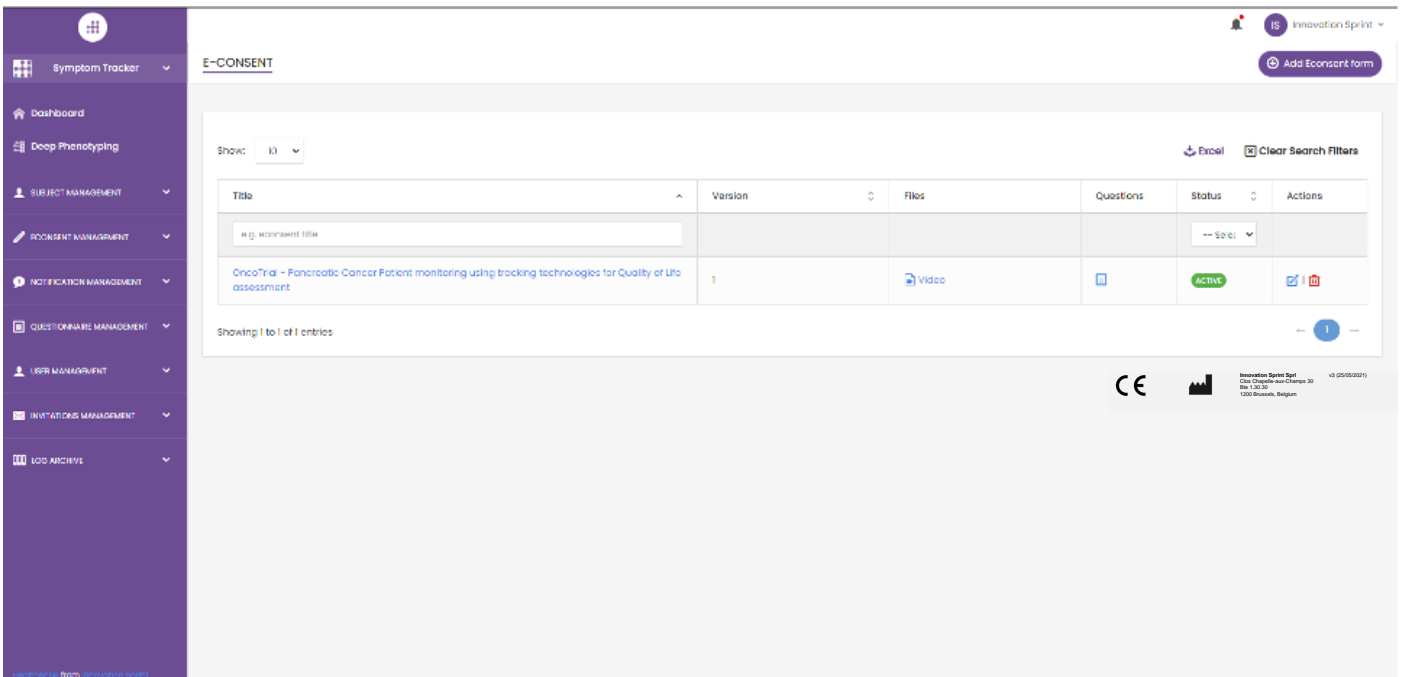 Innovation Sprint
IS
Symptom Tracker
E-CONSENT
Add Econsent form
Dashboard
Deep Phenotyping
Show: 10
Excel
Clear Search Filters
SUBJECT MANAGEMENT
Title
Version
Files
Questions
Status
Actions
ECONSENT MANAGEMENT
e.g. econsent title
-- Selec
NOTIFICATION MANAGEMENT
OncoTrial - Pancreatic Cancer Patient monitoring using tracking technologies for Quality of Life
assessment
1
Video
ACTIVE
QUESTIONNAIRE MANAGEMENT
Showing 1 to 1 of 1 entries
← 1 →
USER MANAGEMENT
CE
Innovation Sprint Sprl
v3 (25/05/2021)
Clos Chapelle-aux-Champs 30
Bte 1.30.30
1200 Brussels, Belgium
INVITATIONS MANAGEMENT
LOG ARCHIVE
from Innovation Sprint